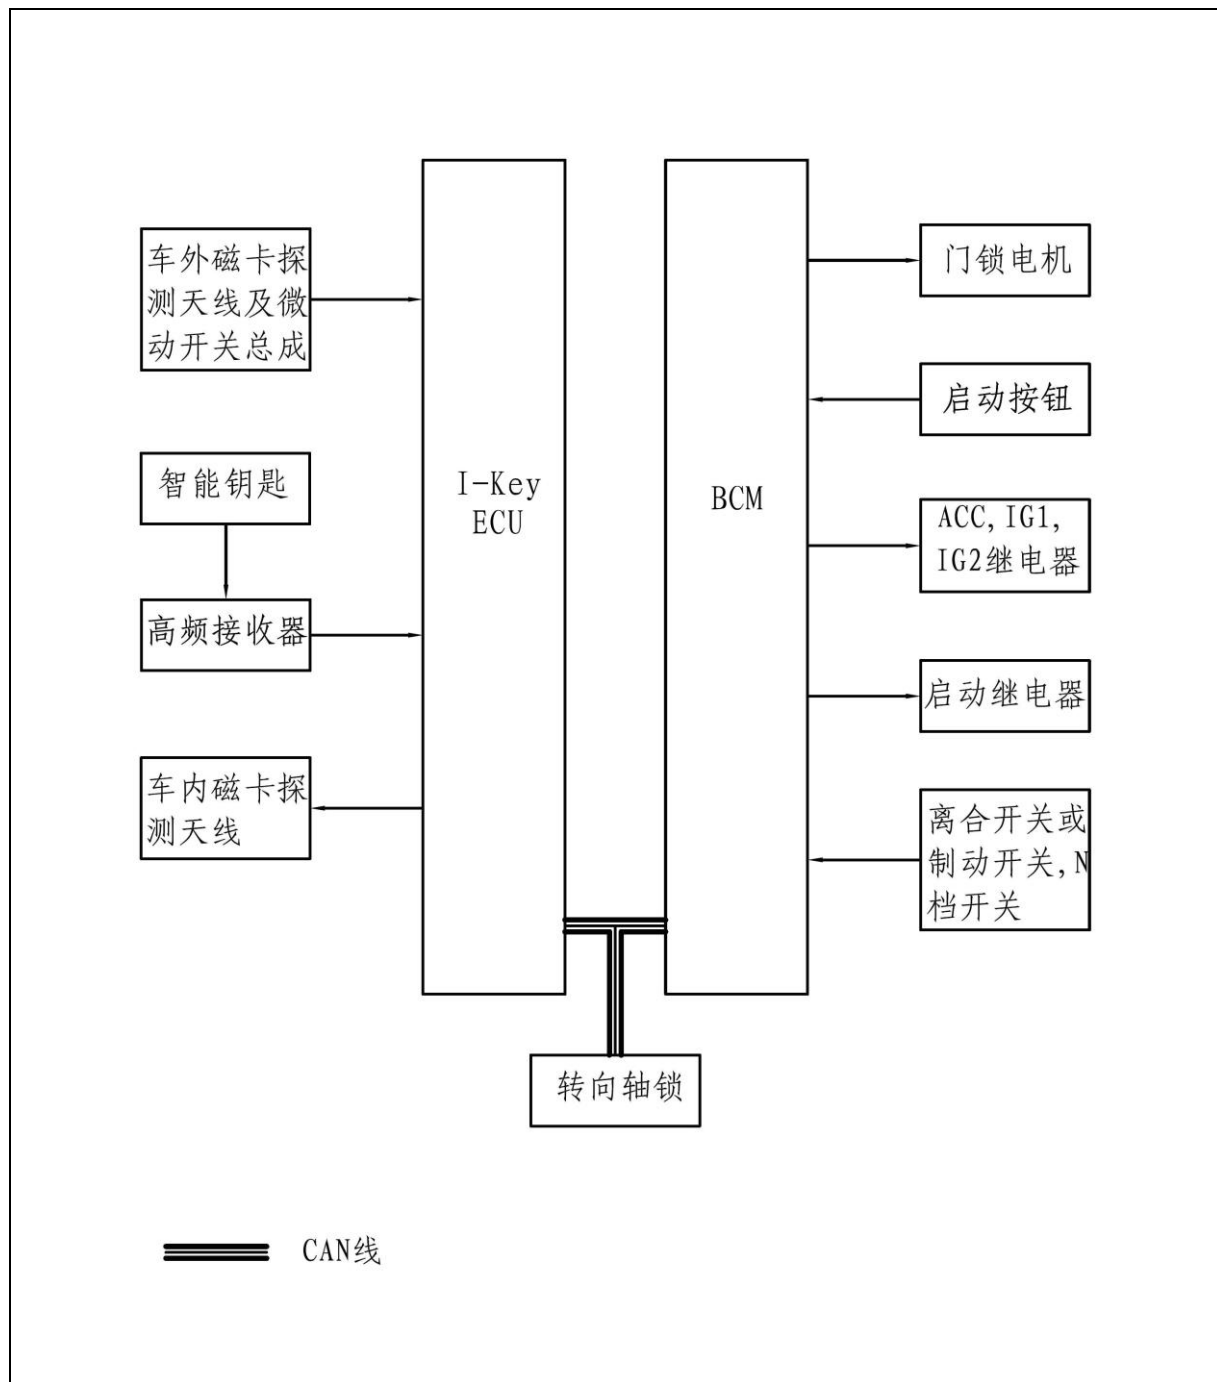 车外磁卡探
测天线及微
动开关总成
智能钥匙
高频接收器
车内磁卡探
测天线
I-Key
ECU
BCM
门锁电机
启动按钮
ACC,IG1,
IG2继电器
启动继电器
离合开关或
制动开关,N
档开关
转向轴锁
CAN线